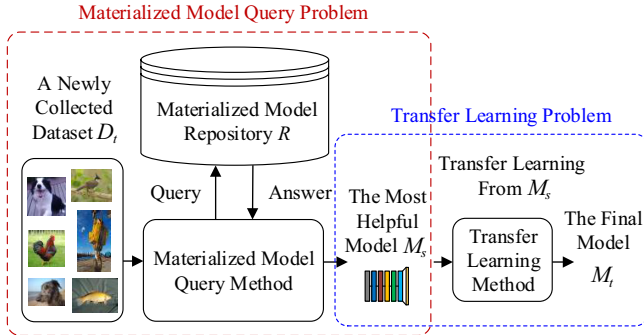 Materialized Model Query Problem
A Newly
Collected
Dataset D_t
Materialized Model
Repository R
Transfer Learning Problem
Query
Answer
Materialized Model
Query Method
The Most
Helpful
Model M_s
Transfer Learning
From M_s
Transfer
Learning
Method
The Final
Model
M_t